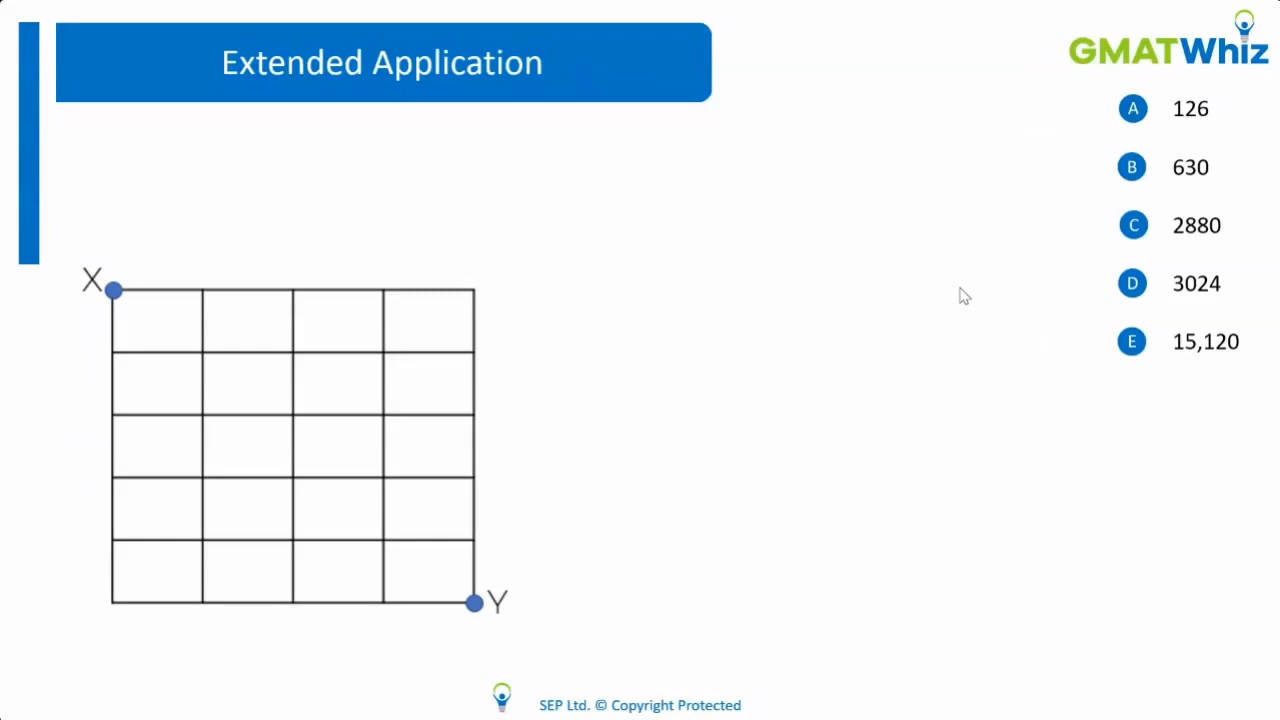 Extended Application
GMATWhiz
A 126
B 630
C 2880
D 3024
E 15,120
X
Y
SEP Ltd. © Copyright Protected